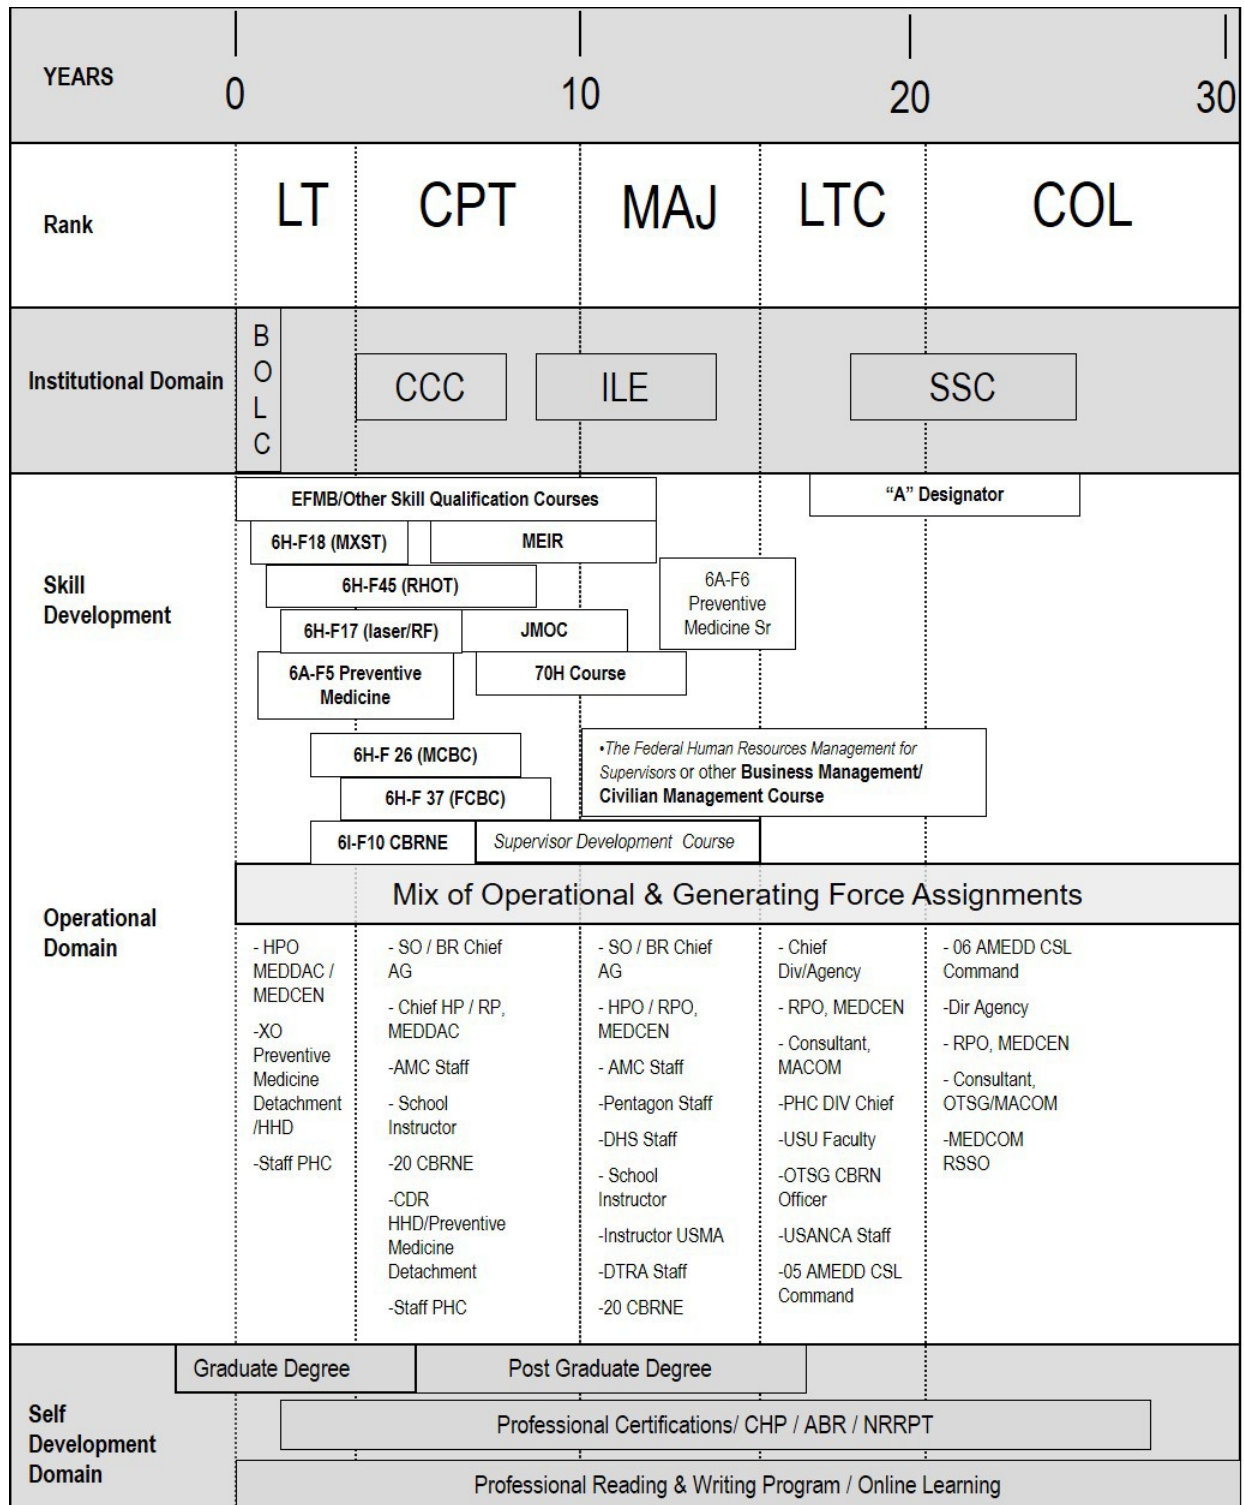 YEARS
0
10
20
30
Rank
LT
CPT
MAJ
LTC
COL
Institutional Domain
B
O
L
C
CCC
ILE
SSC
Skill
Development
EFMB/Other Skill Qualification Courses
"A" Designator
6H-F18 (MXST)
MEIR
6H-F45 (RHOT)
6A-F6
Preventive
Medicine Sr
6H-F17 (laser/RF)
JMOC
6A-F5 Preventive
Medicine
70H Course
6H-F 26 (MCBC)
•The Federal Human Resources Management for
Supervisors or other Business Management/
Civilian Management Course
6H-F 37 (FCBC)
6I-F10 CBRNE
Supervisor Development Course
Operational
Domain
Mix of Operational & Generating Force Assignments
- HPO
MEDDAC /
MEDCEN
-XO
Preventive
Medicine
Detachment
/HHD
-Staff PHC
- SO / BR Chief
AG
- Chief HP / RP,
MEDDAC
-AMC Staff
- School
Instructor
-20 CBRNE
-CDR
HHD/Preventive
Medicine
Detachment
-Staff PHC
- SO / BR Chief
AG
- HPO / RPO,
MEDCEN
- AMC Staff
-Pentagon Staff
-DHS Staff
- School
Instructor
-Instructor USMA
-DTRA Staff
-20 CBRNE
- Chief
Div/Agency
- RPO, MEDCEN
- Consultant,
MACOM
-PHC DIV Chief
-USU Faculty
-OTSG CBRN
Officer
-USANCA Staff
-05 AMEDD CSL
Command
- 06 AMEDD CSL
Command
-Dir Agency
- RPO, MEDCEN
- Consultant,
OTSG/MACOM
-MEDCOM
RSSO
Self
Development
Domain
Graduate Degree
Post Graduate Degree
Professional Certifications/ CHP / ABR / NRRPT
Professional Reading & Writing Program / Online Learning